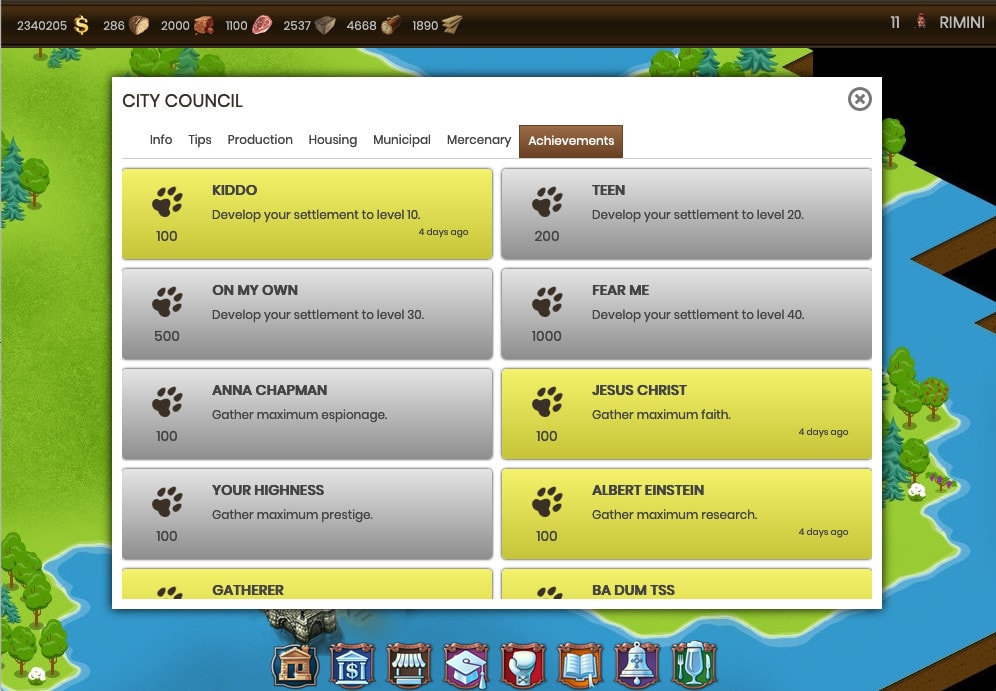 2340205 286 2000 1100 2537 4668 1890 11 RIMINI
CITY COUNCIL
Info Tips Production Housing Municipal Mercenary Achievements
KIDDO
Develop your settlement to level 10.
4 days ago
100
TEEN
Develop your settlement to level 20.
200
ON MY OWN
Develop your settlement to level 30.
500
FEAR ME
Develop your settlement to level 40.
1000
ANNA CHAPMAN
Gather maximum espionage.
100
JESUS CHRIST
Gather maximum faith.
4 days ago
100
YOUR HIGHNESS
Gather maximum prestige.
100
ALBERT EINSTEIN
Gather maximum research.
4 days ago
100
GATHERER
BA DUM TSS